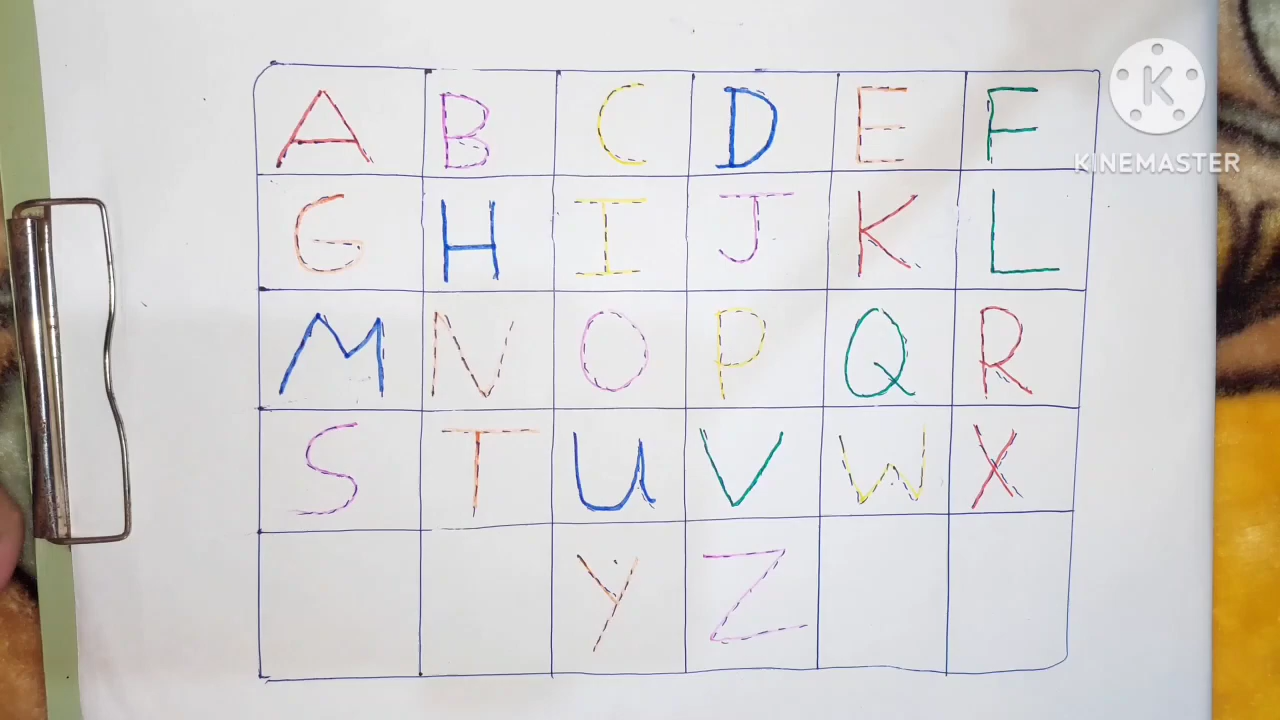 A B C D E F
G H I J K L
M N O P Q R
S T U V W X
Y Z
K
KINEMASTER